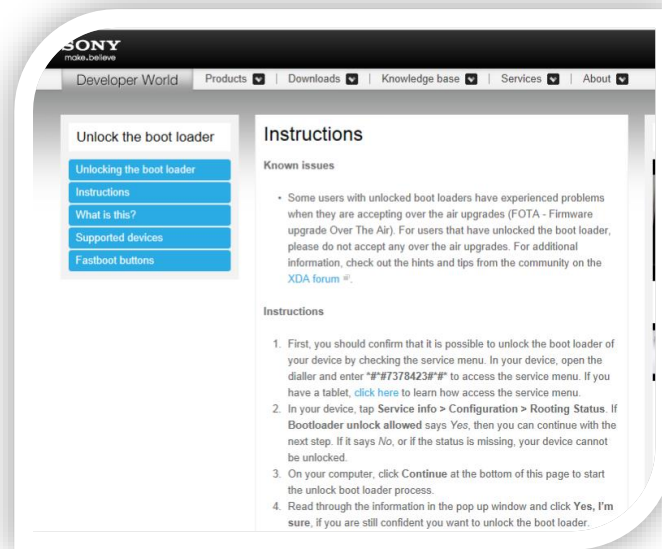 SONY
make.believe
Developer World
Products | Downloads | Knowledge base | Services | About
Unlock the boot loader
Unlocking the boot loader
Instructions
What is this?
Supported devices
Fastboot buttons
Instructions
Known issues
• Some users with unlocked boot loaders have experienced problems
when they are accepting over the air upgrades (FOTA - Firmware
upgrade Over The Air). For users that have unlocked the boot loader,
please do not accept any over the air upgrades. For additional
information, check out the hints and tips from the community on the
XDA forum.
Instructions
1. First, you should confirm that it is possible to unlock the boot loader of
your device by checking the service menu. In your device, open the
dialler and enter *#*#7378423#*#* to access the service menu. If you
have a tablet, click here to learn how access the service menu.
2. In your device, tap Service info > Configuration > Rooting Status. If
Bootloader unlock allowed says Yes, then you can continue with the
next step. If it says No, or if the status is missing, your device cannot
be unlocked.
3. On your computer, click Continue at the bottom of this page to start
the unlock boot loader process.
4. Read through the information in the pop up window and click Yes, I'm
sure, if you are still confident you want to unlock the boot loader.